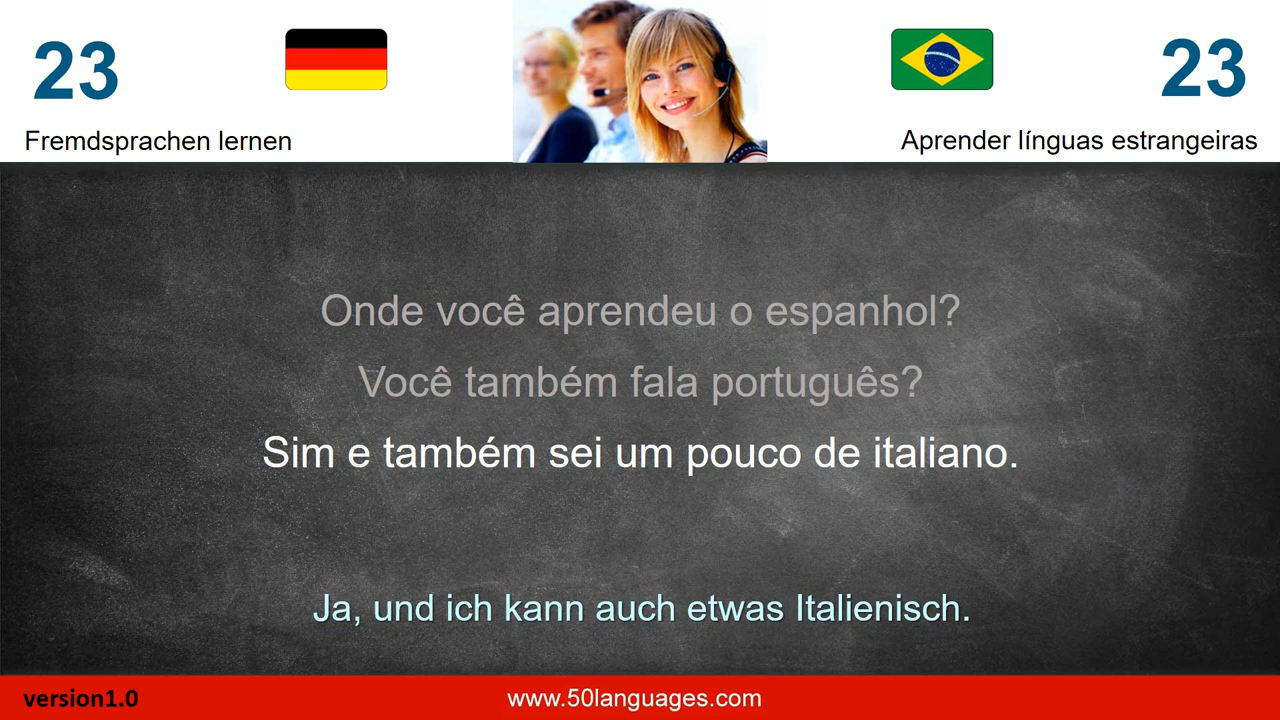 23
23
Fremdsprachen lernen
Aprender línguas estrangeiras
Onde você aprendeu o espanhol?
Você também fala português?
Sim e também sei um pouco de italiano.
Ja, und ich kann auch etwas Italienisch.
version1.0
www.50languages.com